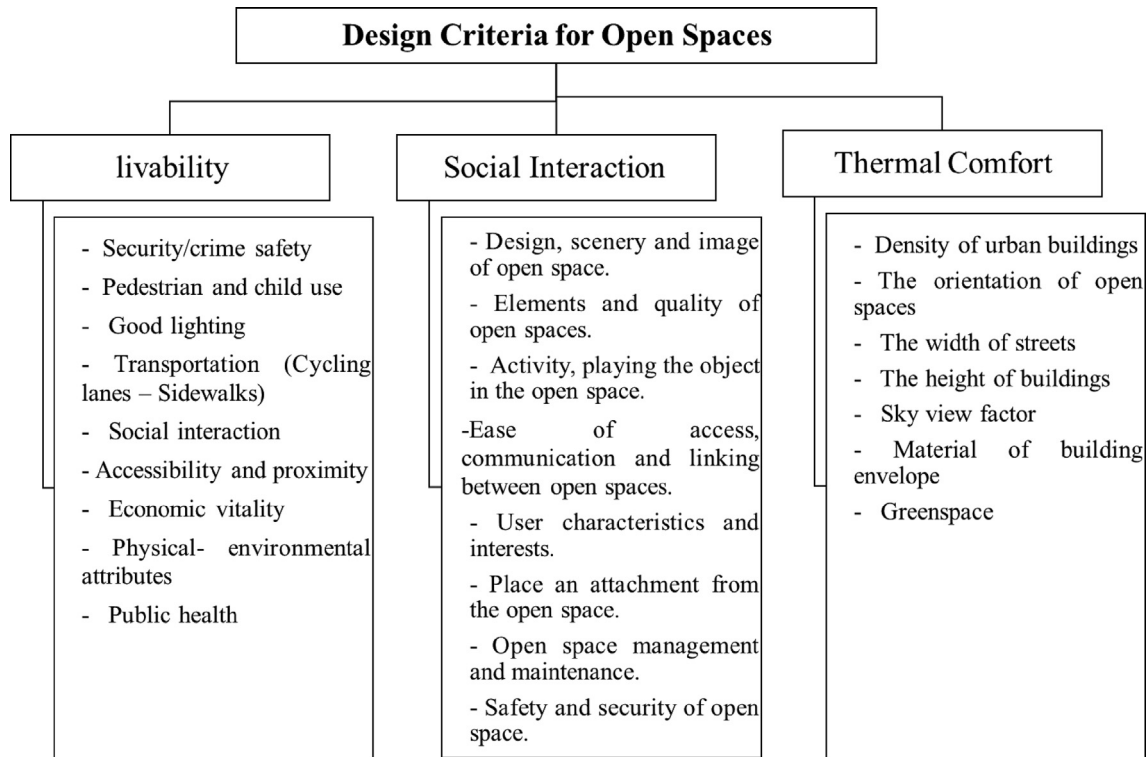 Design Criteria for Open Spaces
livability
- Security/crime safety
- Pedestrian and child use
- Good lighting
- Transportation (Cycling
lanes – Sidewalks)
- Social interaction
- Accessibility and proximity
- Economic vitality
- Physical- environmental
attributes
- Public health
Social Interaction
- Design, scenery and image
of open space.
- Elements and quality of
open spaces.
- Activity, playing the object
in the open space.
-Ease of access,
communication and linking
between open spaces.
- User characteristics and
interests.
- Place an attachment from
the open space.
- Open space management
and maintenance.
- Safety and security of open
space.
Thermal Comfort
- Density of urban buildings
- The orientation of open
spaces
- The width of streets
- The height of buildings
- Sky view factor
- Material of building
envelope
- Greenspace